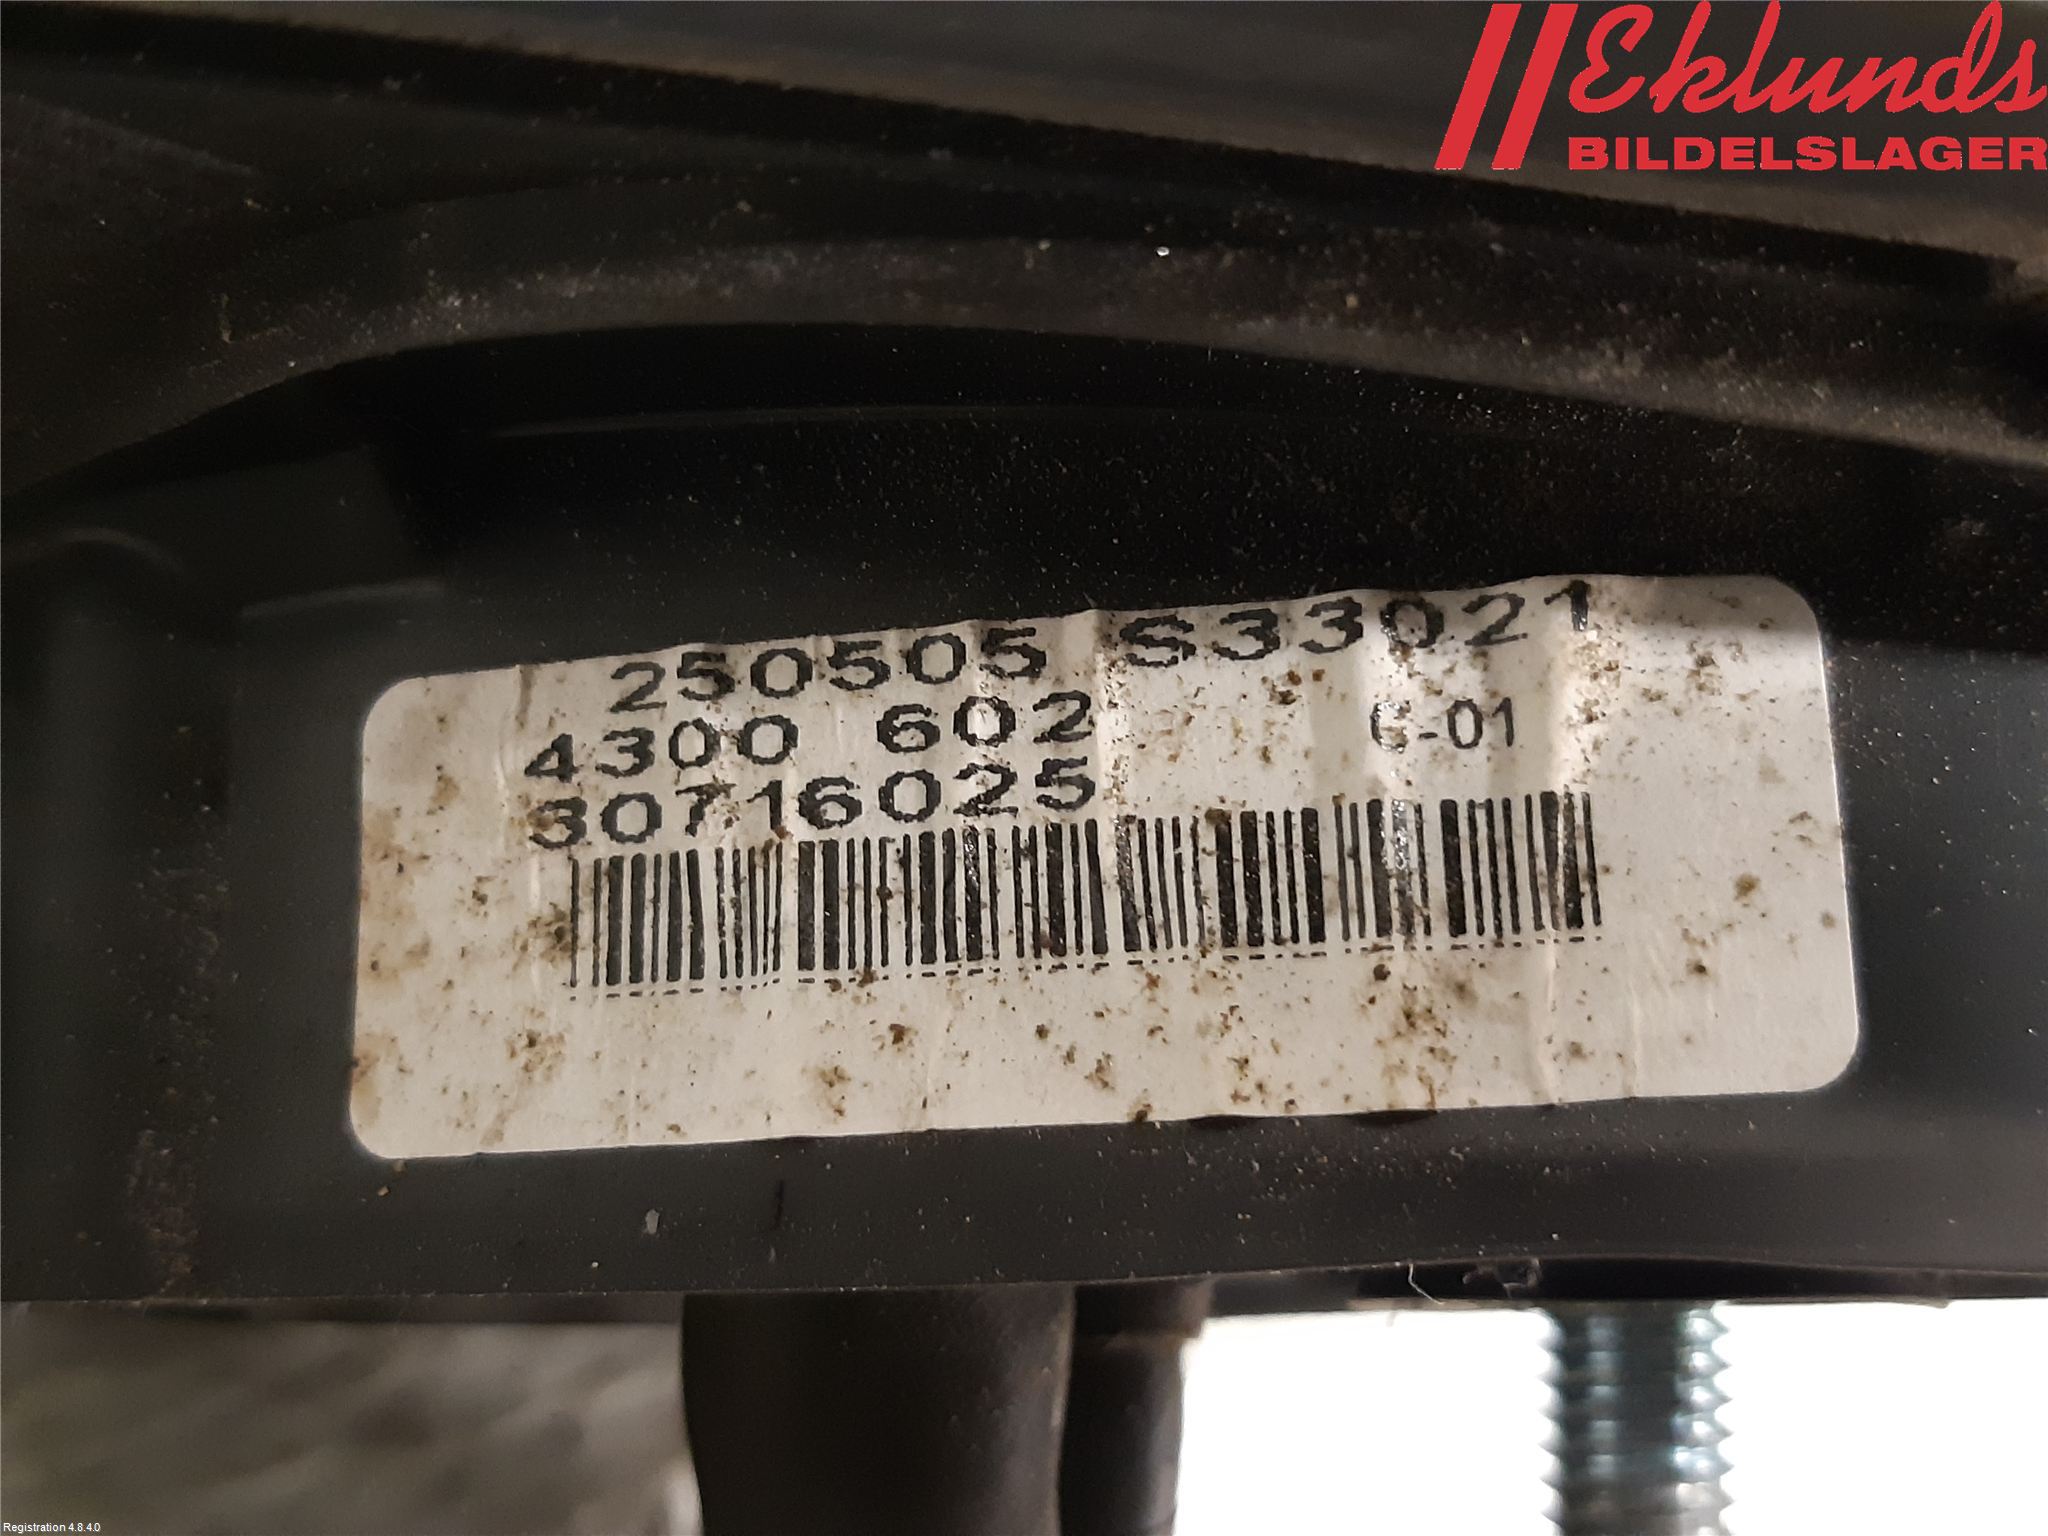 Eklunds
BILDELSLAGER
250505 S33021
4300 602
C-01
30716025
Registration 4.8.4.0